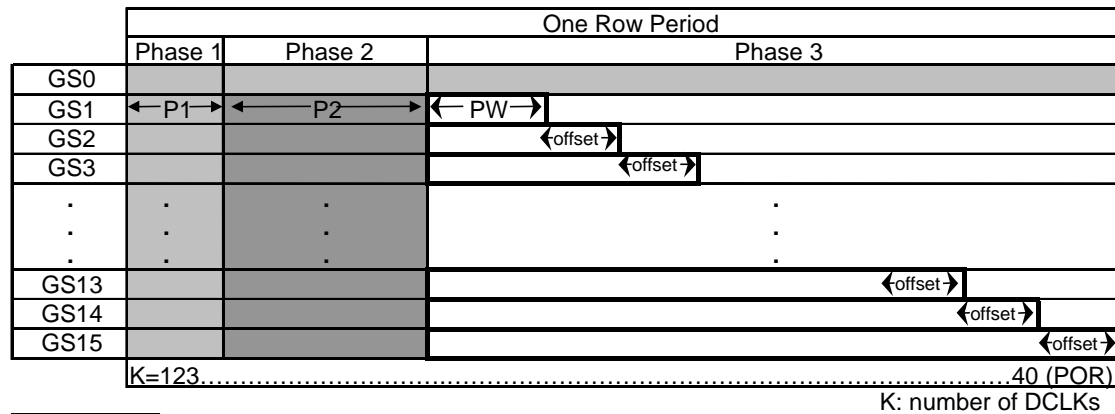 One Row Period
Phase 1 Phase 2 Phase 3
GS0
GS1 P1 P2 PW
GS2 offset
GS3 offset
. . . .
. . . .
. . . .
GS13 offset
GS14 offset
GS15 offset
K=123……………………………………………………………………………………40 (POR)
K: number of DCLKs